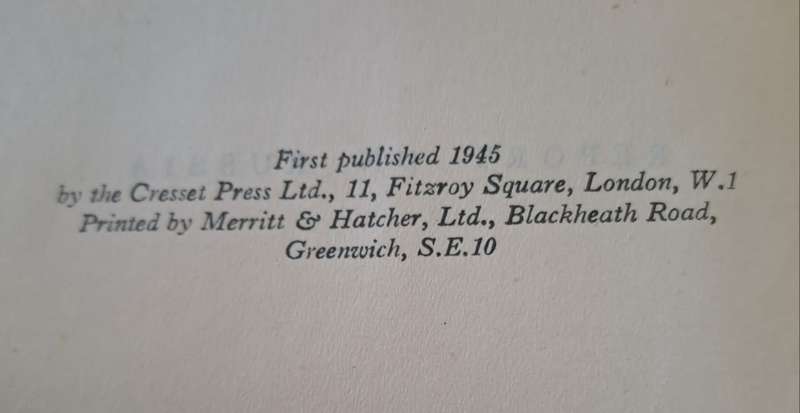 First published 1945
by the Cresset Press Ltd., 11, Fitzroy Square, London, W.1
Printed by Merritt & Hatcher, Ltd., Blackheath Road,
Greenwich, S.E.10